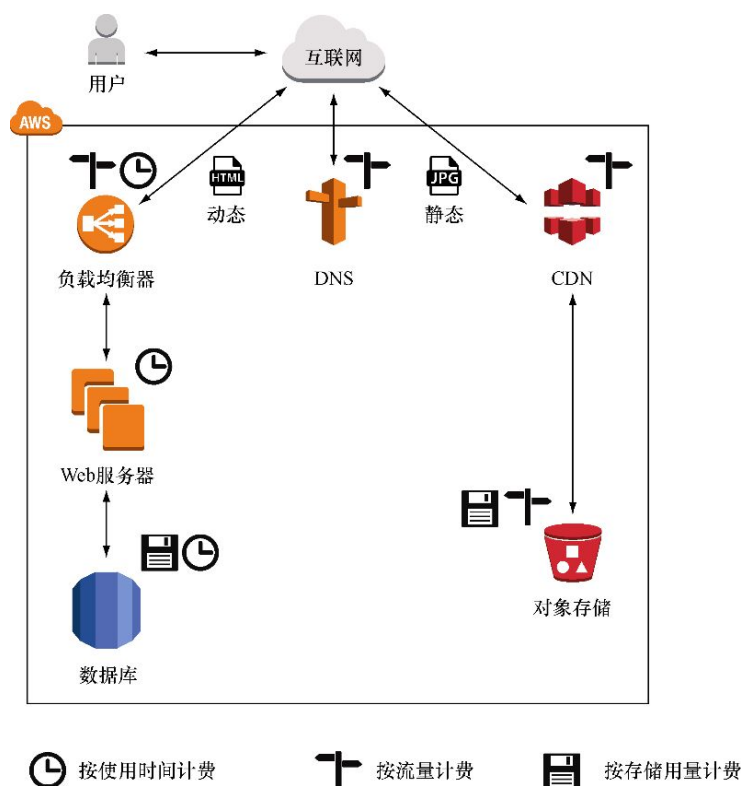 互联网
用户
AWS
HTML
JPG
动态
静态
负载均衡器
DNS
CDN
Web服务器
对象存储
数据库
按使用时间计费
按流量计费
按存储用量计费